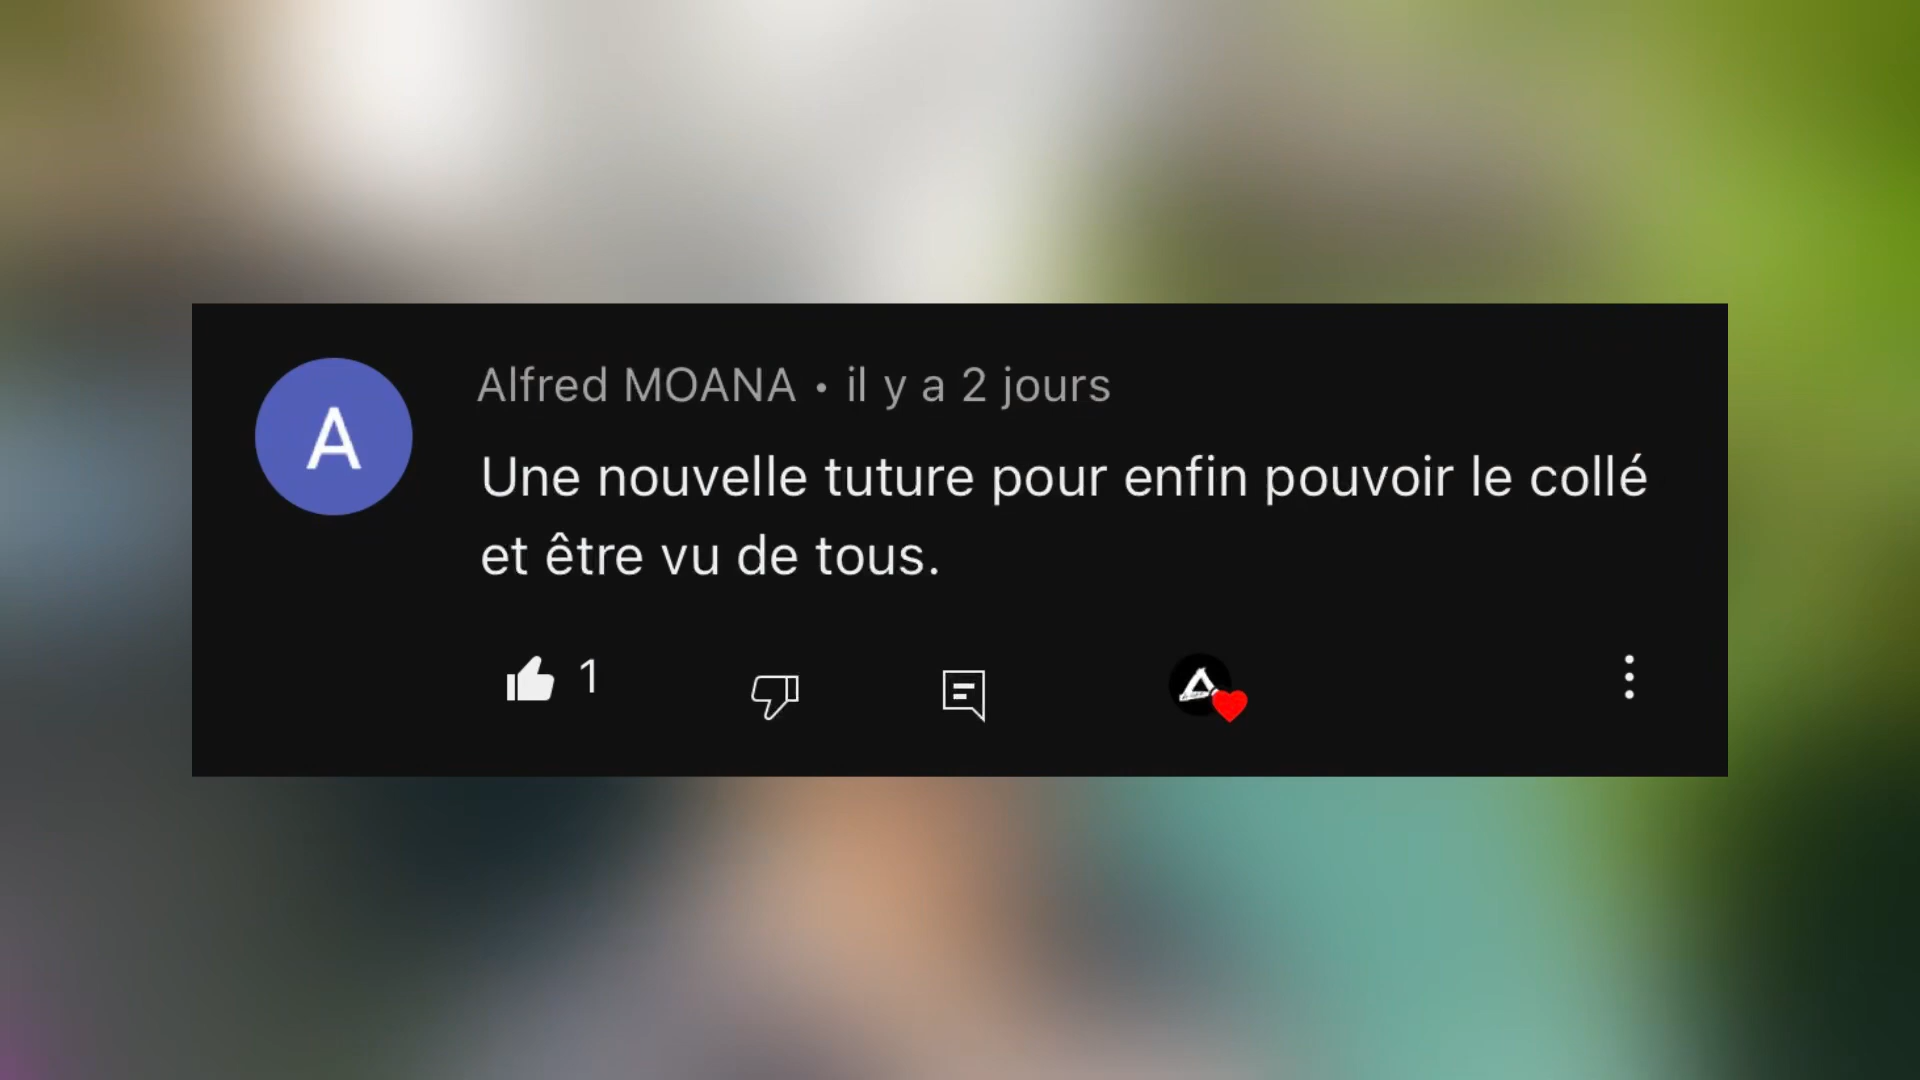 A
Alfred MOANA • il y a 2 jours
Une nouvelle tuture pour enfin pouvoir le collé
et être vu de tous.
1